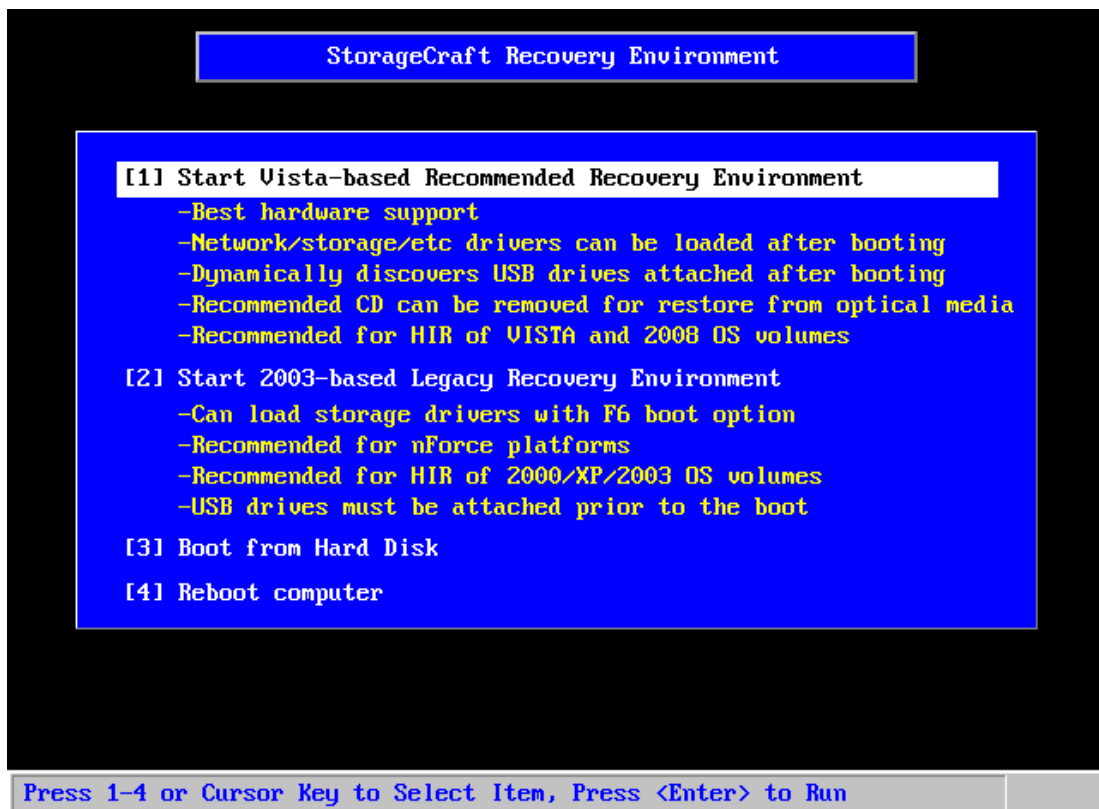 StorageCraft Recovery Environment
[1] Start Vista-based Recommended Recovery Environment
-Best hardware support
-Network/storage/etc drivers can be loaded after booting
-Dynamically discovers USB drives attached after booting
-Recommended CD can be removed for restore from optical media
-Recommended for HIR of VISTA and 2008 OS volumes
[2] Start 2003-based Legacy Recovery Environment
-Can load storage drivers with F6 boot option
-Recommended for nForce platforms
-Recommended for HIR of 2000/XP/2003 OS volumes
-USB drives must be attached prior to the boot
[3] Boot from Hard Disk
[4] Reboot computer
Press 1-4 or Cursor Key to Select Item, Press <Enter> to Run